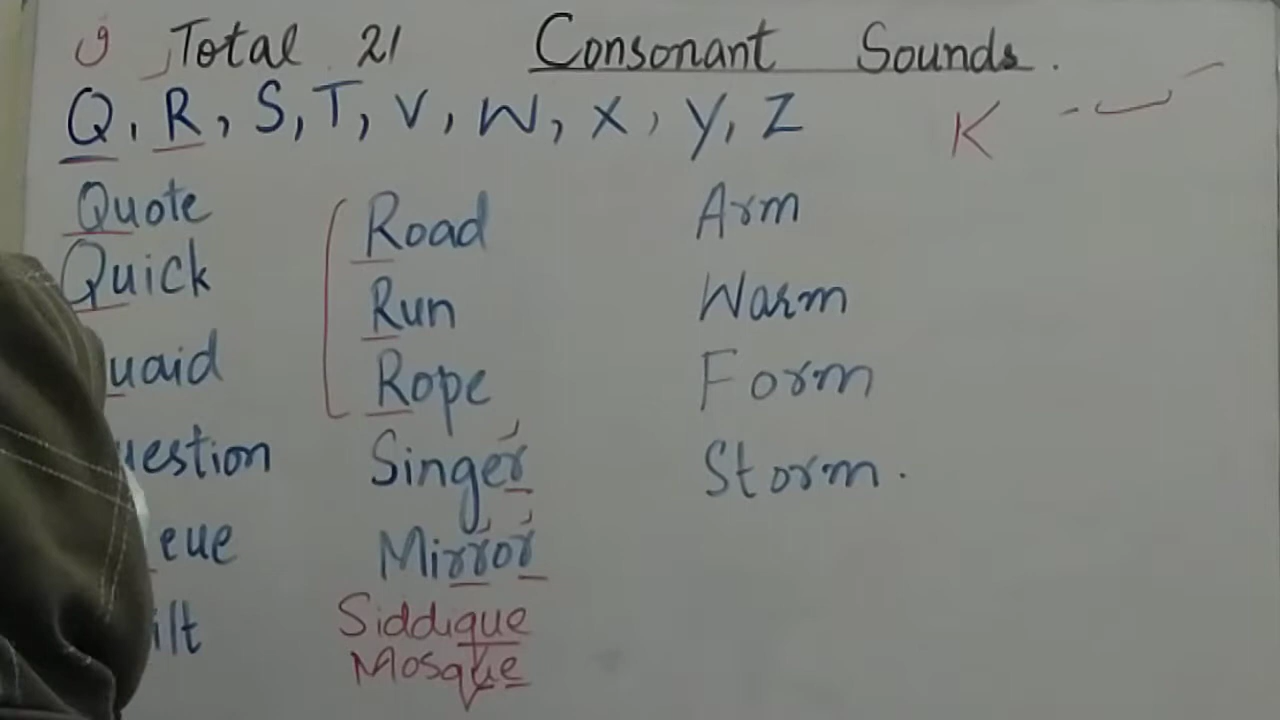 و Total 21 Consonant Sounds.
Q, R, S, T, V, W, X, Y, Z K
Quote Road Arm
Quick Run Warm
uaid Rope Form
uestion Singer Storm.
eue Mirror
ilt Siddique
Mosque